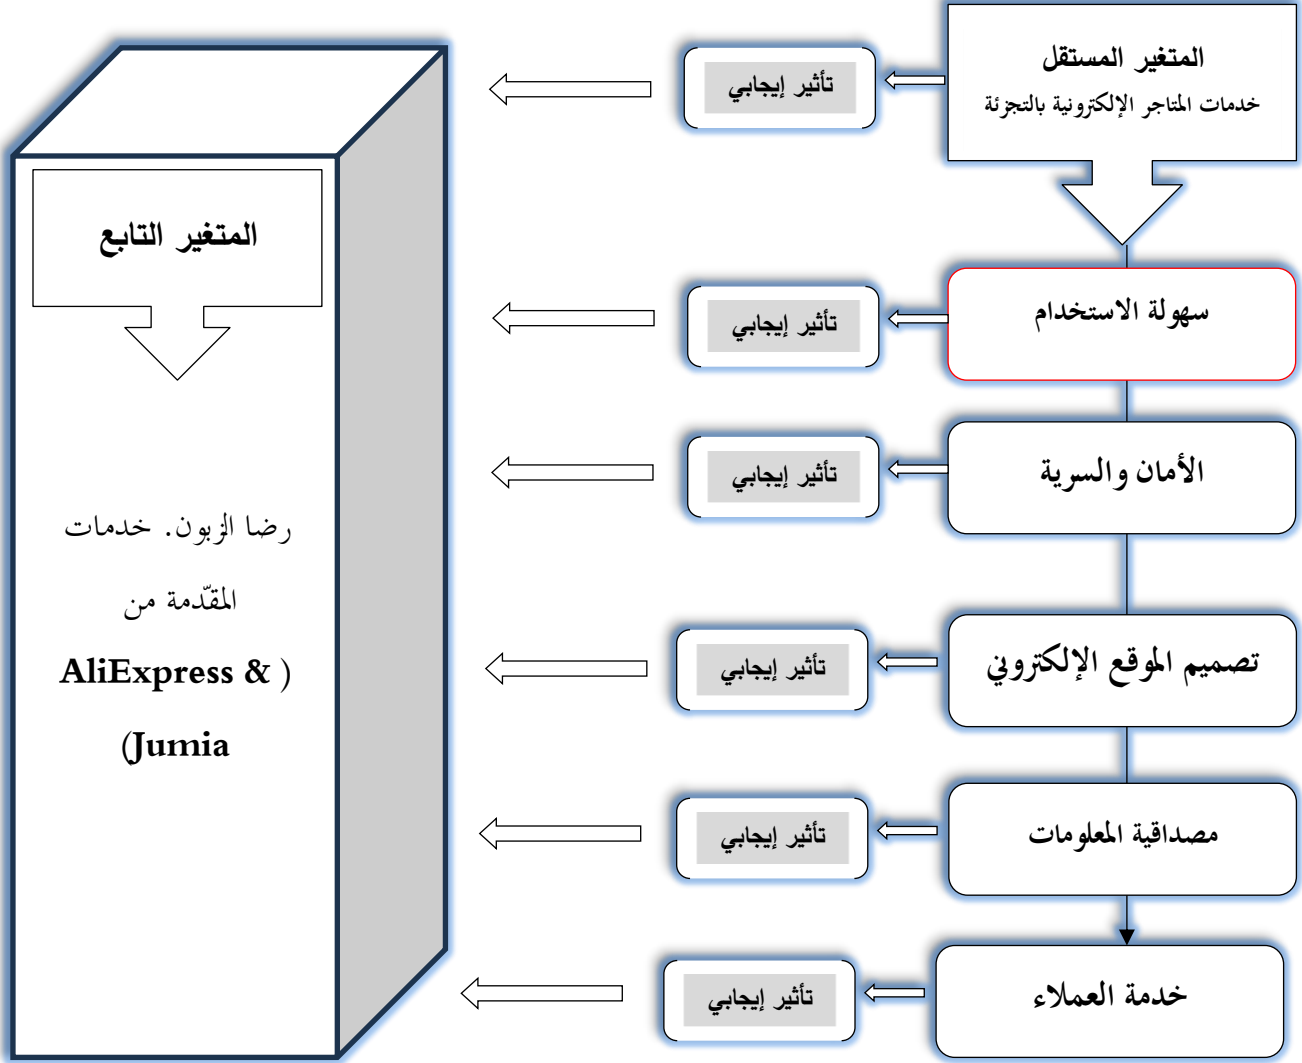 المتغير المستقل
خدمات المتاجر الإلكترونية بالتجزئة
تأثير إيجابي
سهولة الاستخدام
تأثير إيجابي
الأمان والسرية
تأثير إيجابي
تصميم الموقع الإلكتروني
تأثير إيجابي
مصداقية المعلومات
تأثير إيجابي
خدمة العملاء
تأثير إيجابي
المتغير التابع
رضا الزبون. خدمات
المقدّمة من
( AliExpress &
Jumia)